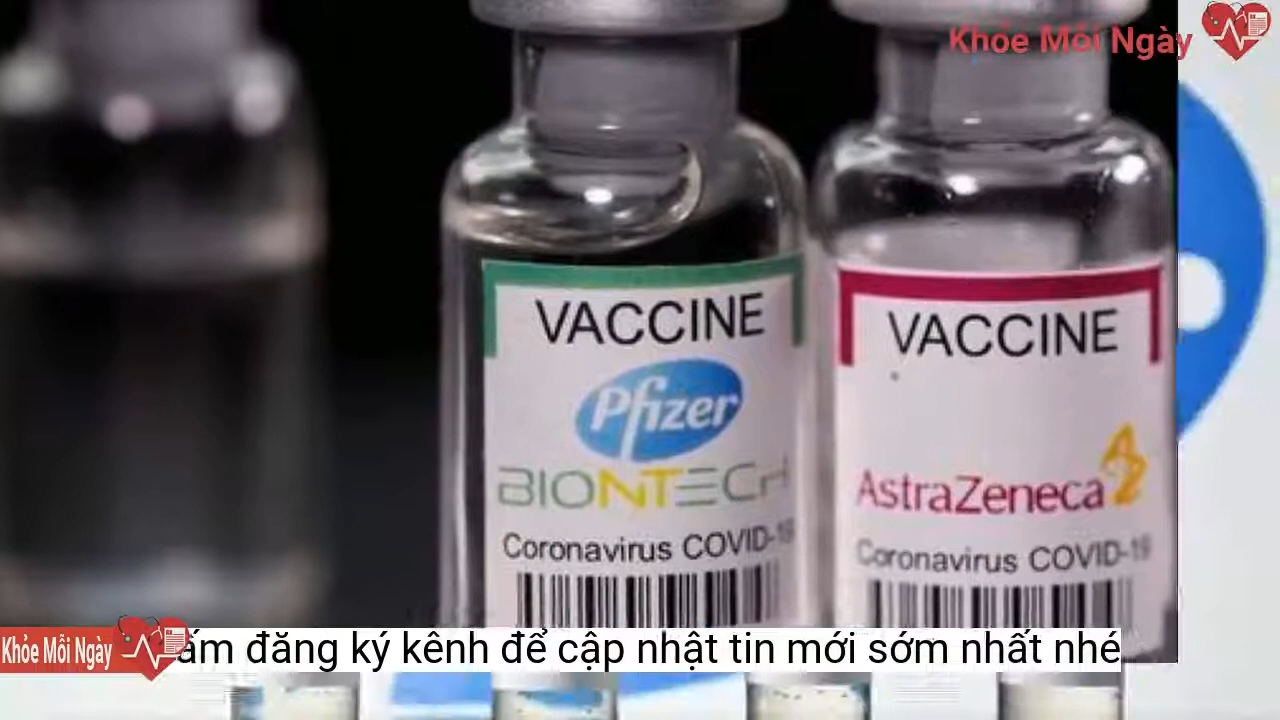 Khỏe Mỗi Ngày
VACCINE
Pfizer
BIONTECH
Coronavirus COVID-19
VACCINE
AstraZeneca
Coronavirus COVID-19
Khỏe Mỗi Ngày
đăng ký kênh để cập nhật tin mới sớm nhất nhé